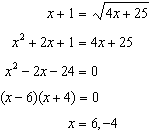 x + 1 = √(4x + 25)
x² + 2x + 1 = 4x + 25
x² − 2x − 24 = 0
(x − 6)(x + 4) = 0
x = 6, −4